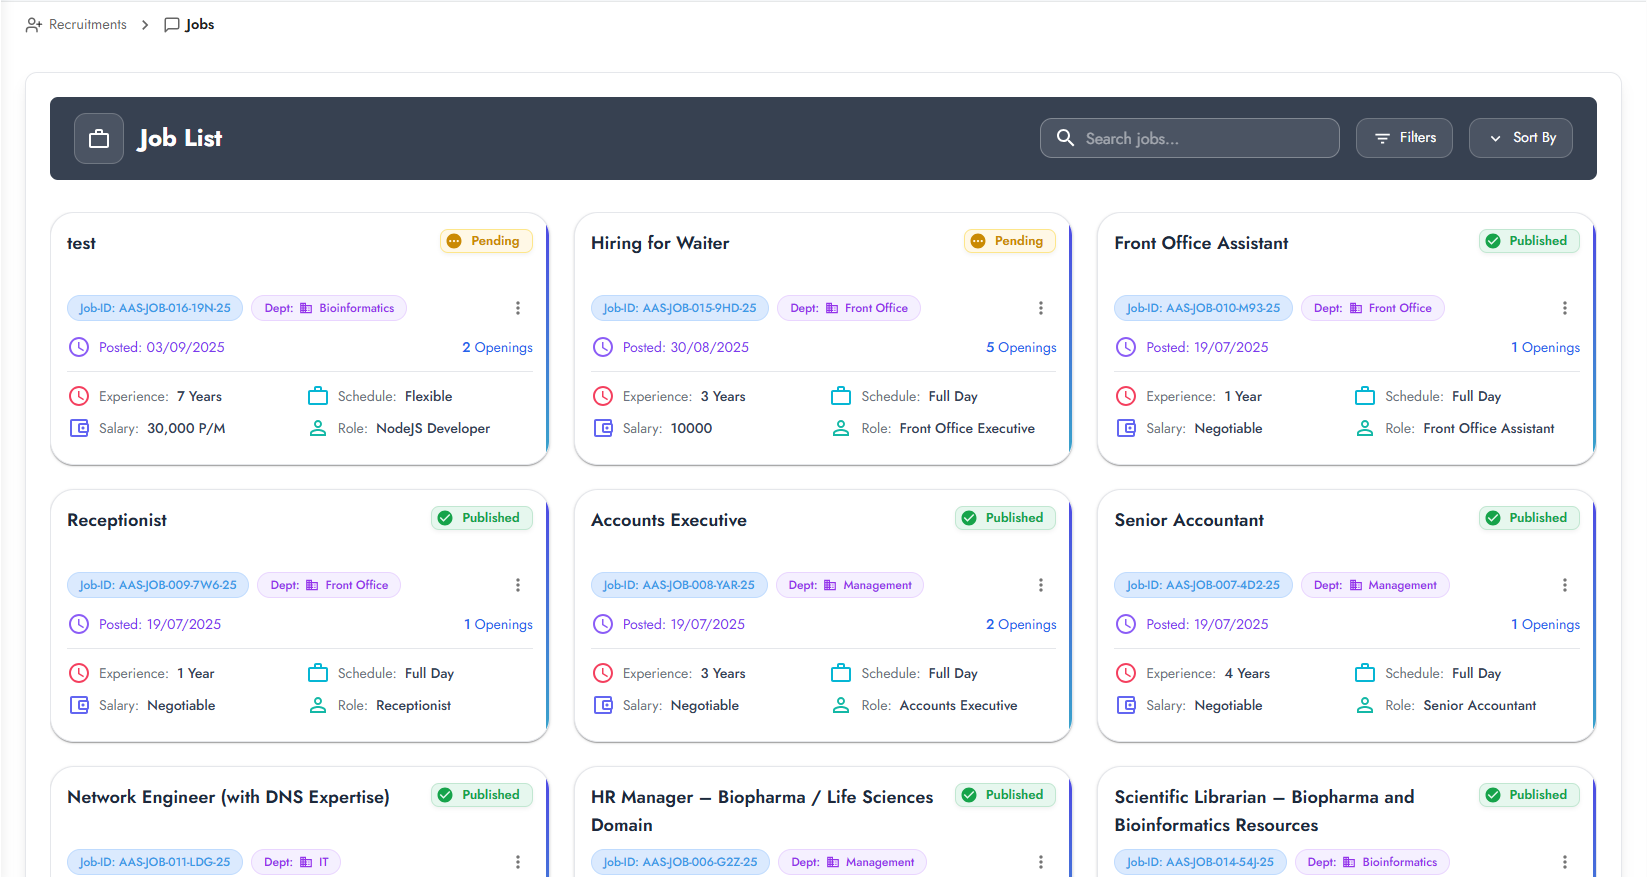 Recruitments
Jobs
Job List
Search jobs...
Filters
Sort By
test
Pending
Job-ID: AAS-JOB-016-19N-25
Dept: Bioinformatics
Posted: 03/09/2025
2 Openings
Experience: 7 Years
Schedule: Flexible
Salary: 30,000 P/M
Role: NodeJS Developer
Hiring for Waiter
Pending
Job-ID: AAS-JOB-015-9HD-25
Dept: Front Office
Posted: 30/08/2025
5 Openings
Experience: 3 Years
Schedule: Full Day
Salary: 10000
Role: Front Office Executive
Front Office Assistant
Published
Job-ID: AAS-JOB-010-M93-25
Dept: Front Office
Posted: 19/07/2025
1 Openings
Experience: 1 Year
Schedule: Full Day
Salary: Negotiable
Role: Front Office Assistant
Receptionist
Published
Job-ID: AAS-JOB-009-7W6-25
Dept: Front Office
Posted: 19/07/2025
1 Openings
Experience: 1 Year
Schedule: Full Day
Salary: Negotiable
Role: Receptionist
Accounts Executive
Published
Job-ID: AAS-JOB-008-YAR-25
Dept: Management
Posted: 19/07/2025
2 Openings
Experience: 3 Years
Schedule: Full Day
Salary: Negotiable
Role: Accounts Executive
Senior Accountant
Published
Job-ID: AAS-JOB-007-4D2-25
Dept: Management
Posted: 19/07/2025
1 Openings
Experience: 4 Years
Schedule: Full Day
Salary: Negotiable
Role: Senior Accountant
Network Engineer (with DNS Expertise)
Published
Job-ID: AAS-JOB-011-LDG-25
Dept: IT
HR Manager – Biopharma / Life Sciences
Domain
Published
Job-ID: AAS-JOB-006-G2Z-25
Dept: Management
Scientific Librarian – Biopharma and
Bioinformatics Resources
Published
Job-ID: AAS-JOB-014-54J-25
Dept: Bioinformatics